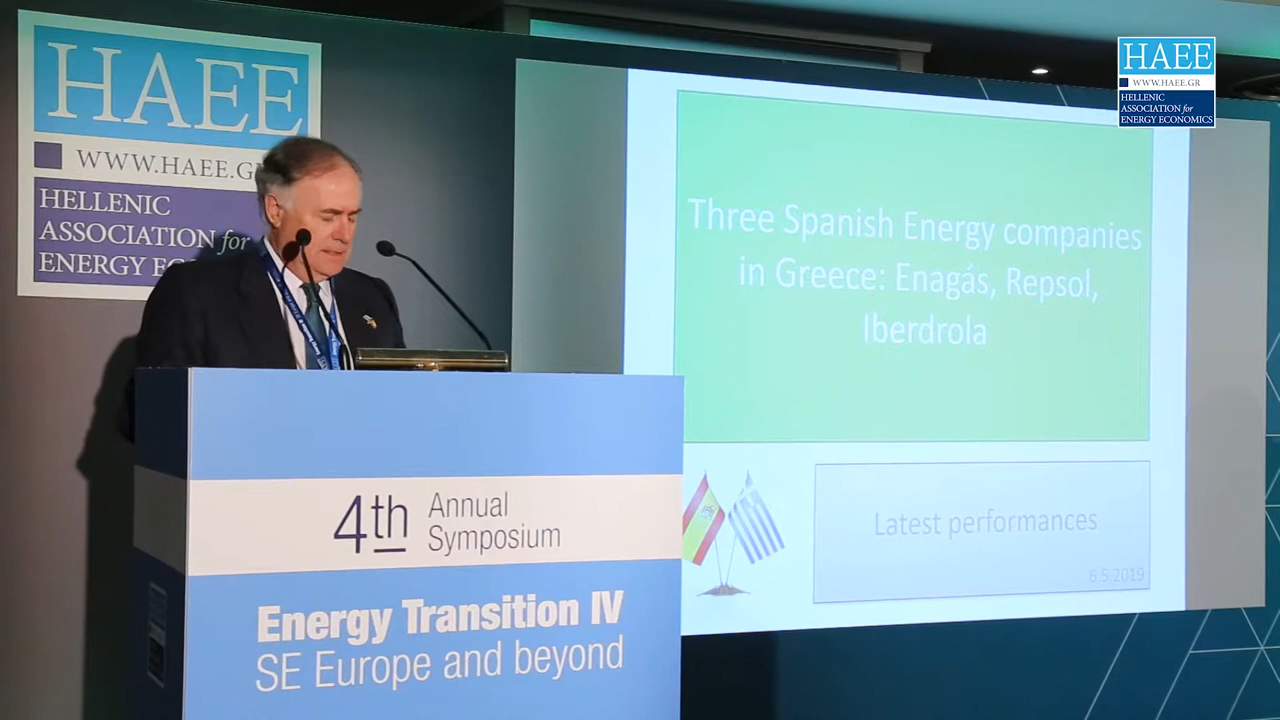 HAEE
WWW.HAEE.GR
HELLENIC
ASSOCIATION for
ENERGY
HAEE
WWW.HAEE.GR
HELLENIC
ASSOCIATION for
ENERGY ECONOMICS
Three Spanish Energy companies
in Greece: Enagás, Repsol,
Iberdrola
Latest performances
6.5.2019
4th Annual
Symposium
Energy Transition IV
SE Europe and beyond